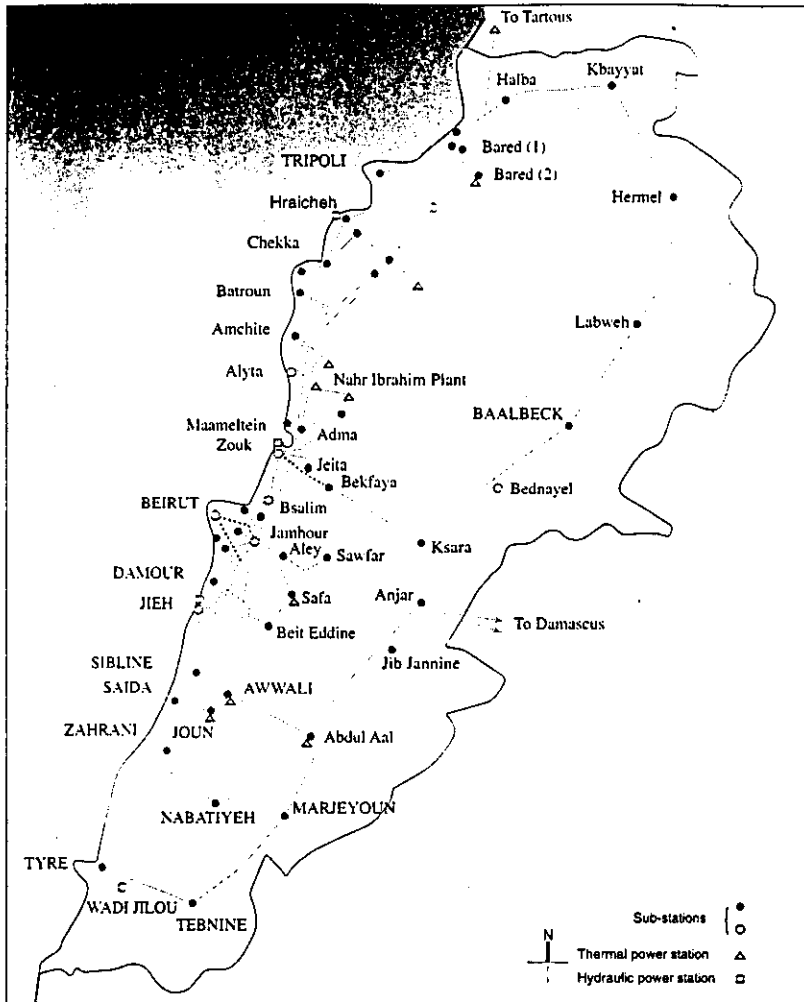 To Tartous
Halba
Kbayyat
TRIPOLI
Bared (1)
Bared (2)
Hraicheh
Hermel
Chekka
Batroun
Amchite
Labweh
Alyta
Nahr Ibrahim Plant
BAALBECK
Maameltein
Zouk
Adma
Jeita
Bekfaya
Bednayel
BEIRUT
Bsalim
Jamhour
Aley
Sawfar
Ksara
DAMOUR
JIEH
Safa
Anjar
Beit Eddine
To Damascus
Jib Jannine
SIBLINE
SAIDA
AWWALI
ZAHRANI
JOUN
Abdul Aal
NABATIYEH
MARJEYOUN
TYRE
WADI JILOU
TEBNINE
Sub-stations
N
Thermal power station
Hydraulic power station